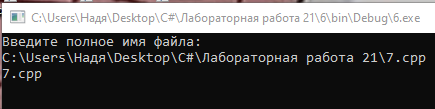 C:\Users\Надя\Desktop\C#\Лабораторная работа 21\6\bin\Debug\6.exe
Введите полное имя файла:
C:\Users\Надя\Desktop\C#\Лабораторная работа 21\7.cpp
7.cpp